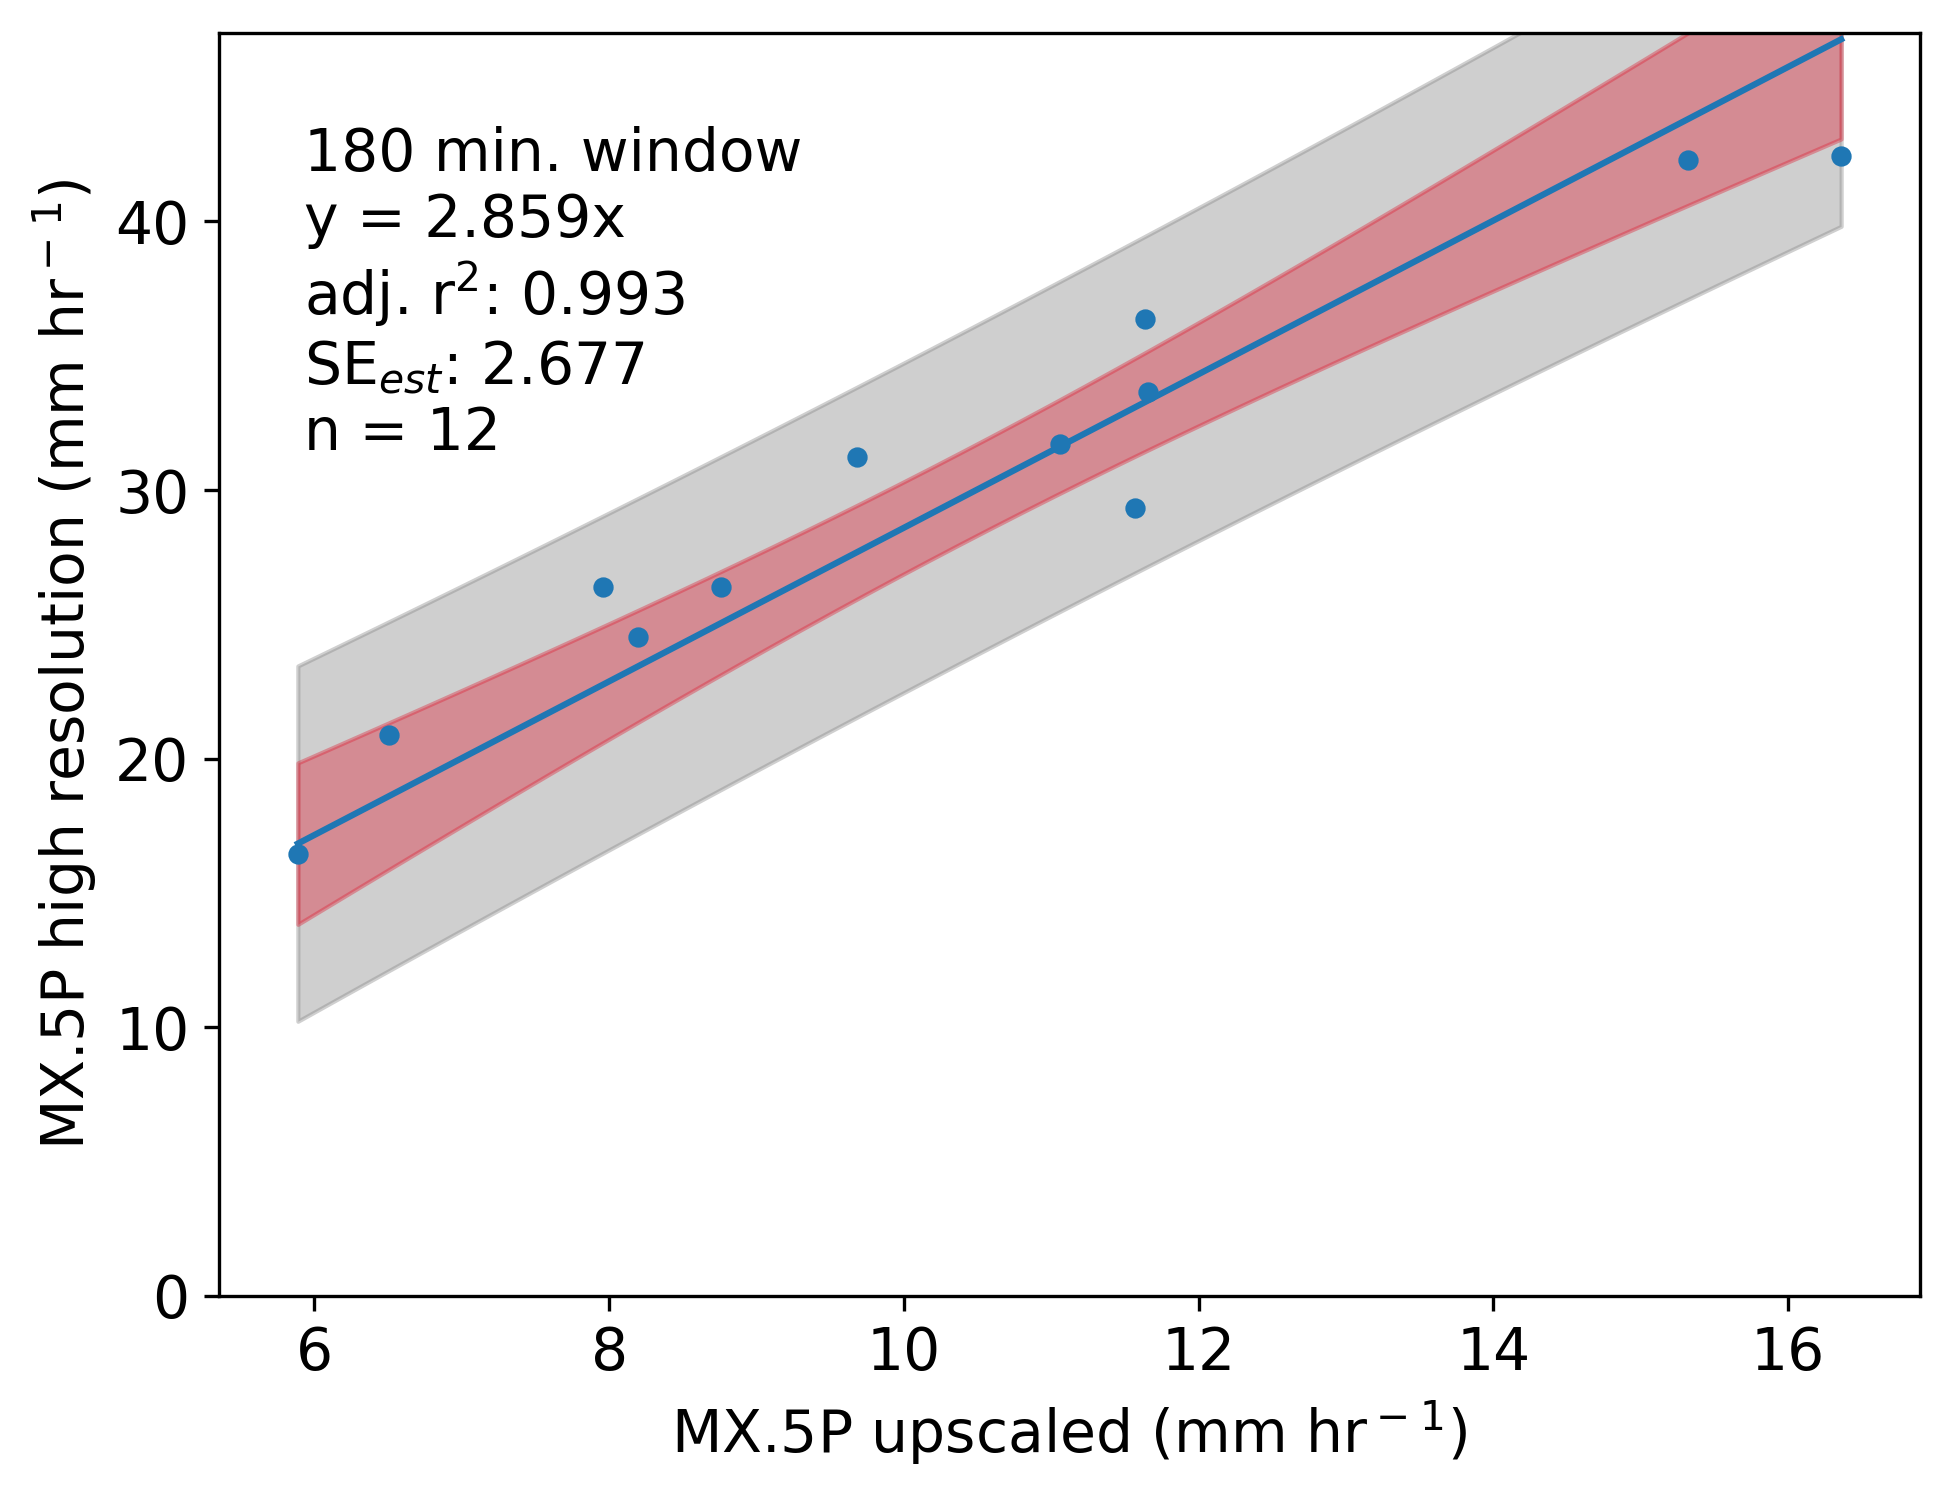 180 min. window
y = 2.859x
adj. r²: 0.993
SEest: 2.677
n = 12
MX.5P high resolution (mm hr⁻¹)
40
30
20
10
0
6 8 10 12 14 16
MX.5P upscaled (mm hr⁻¹)